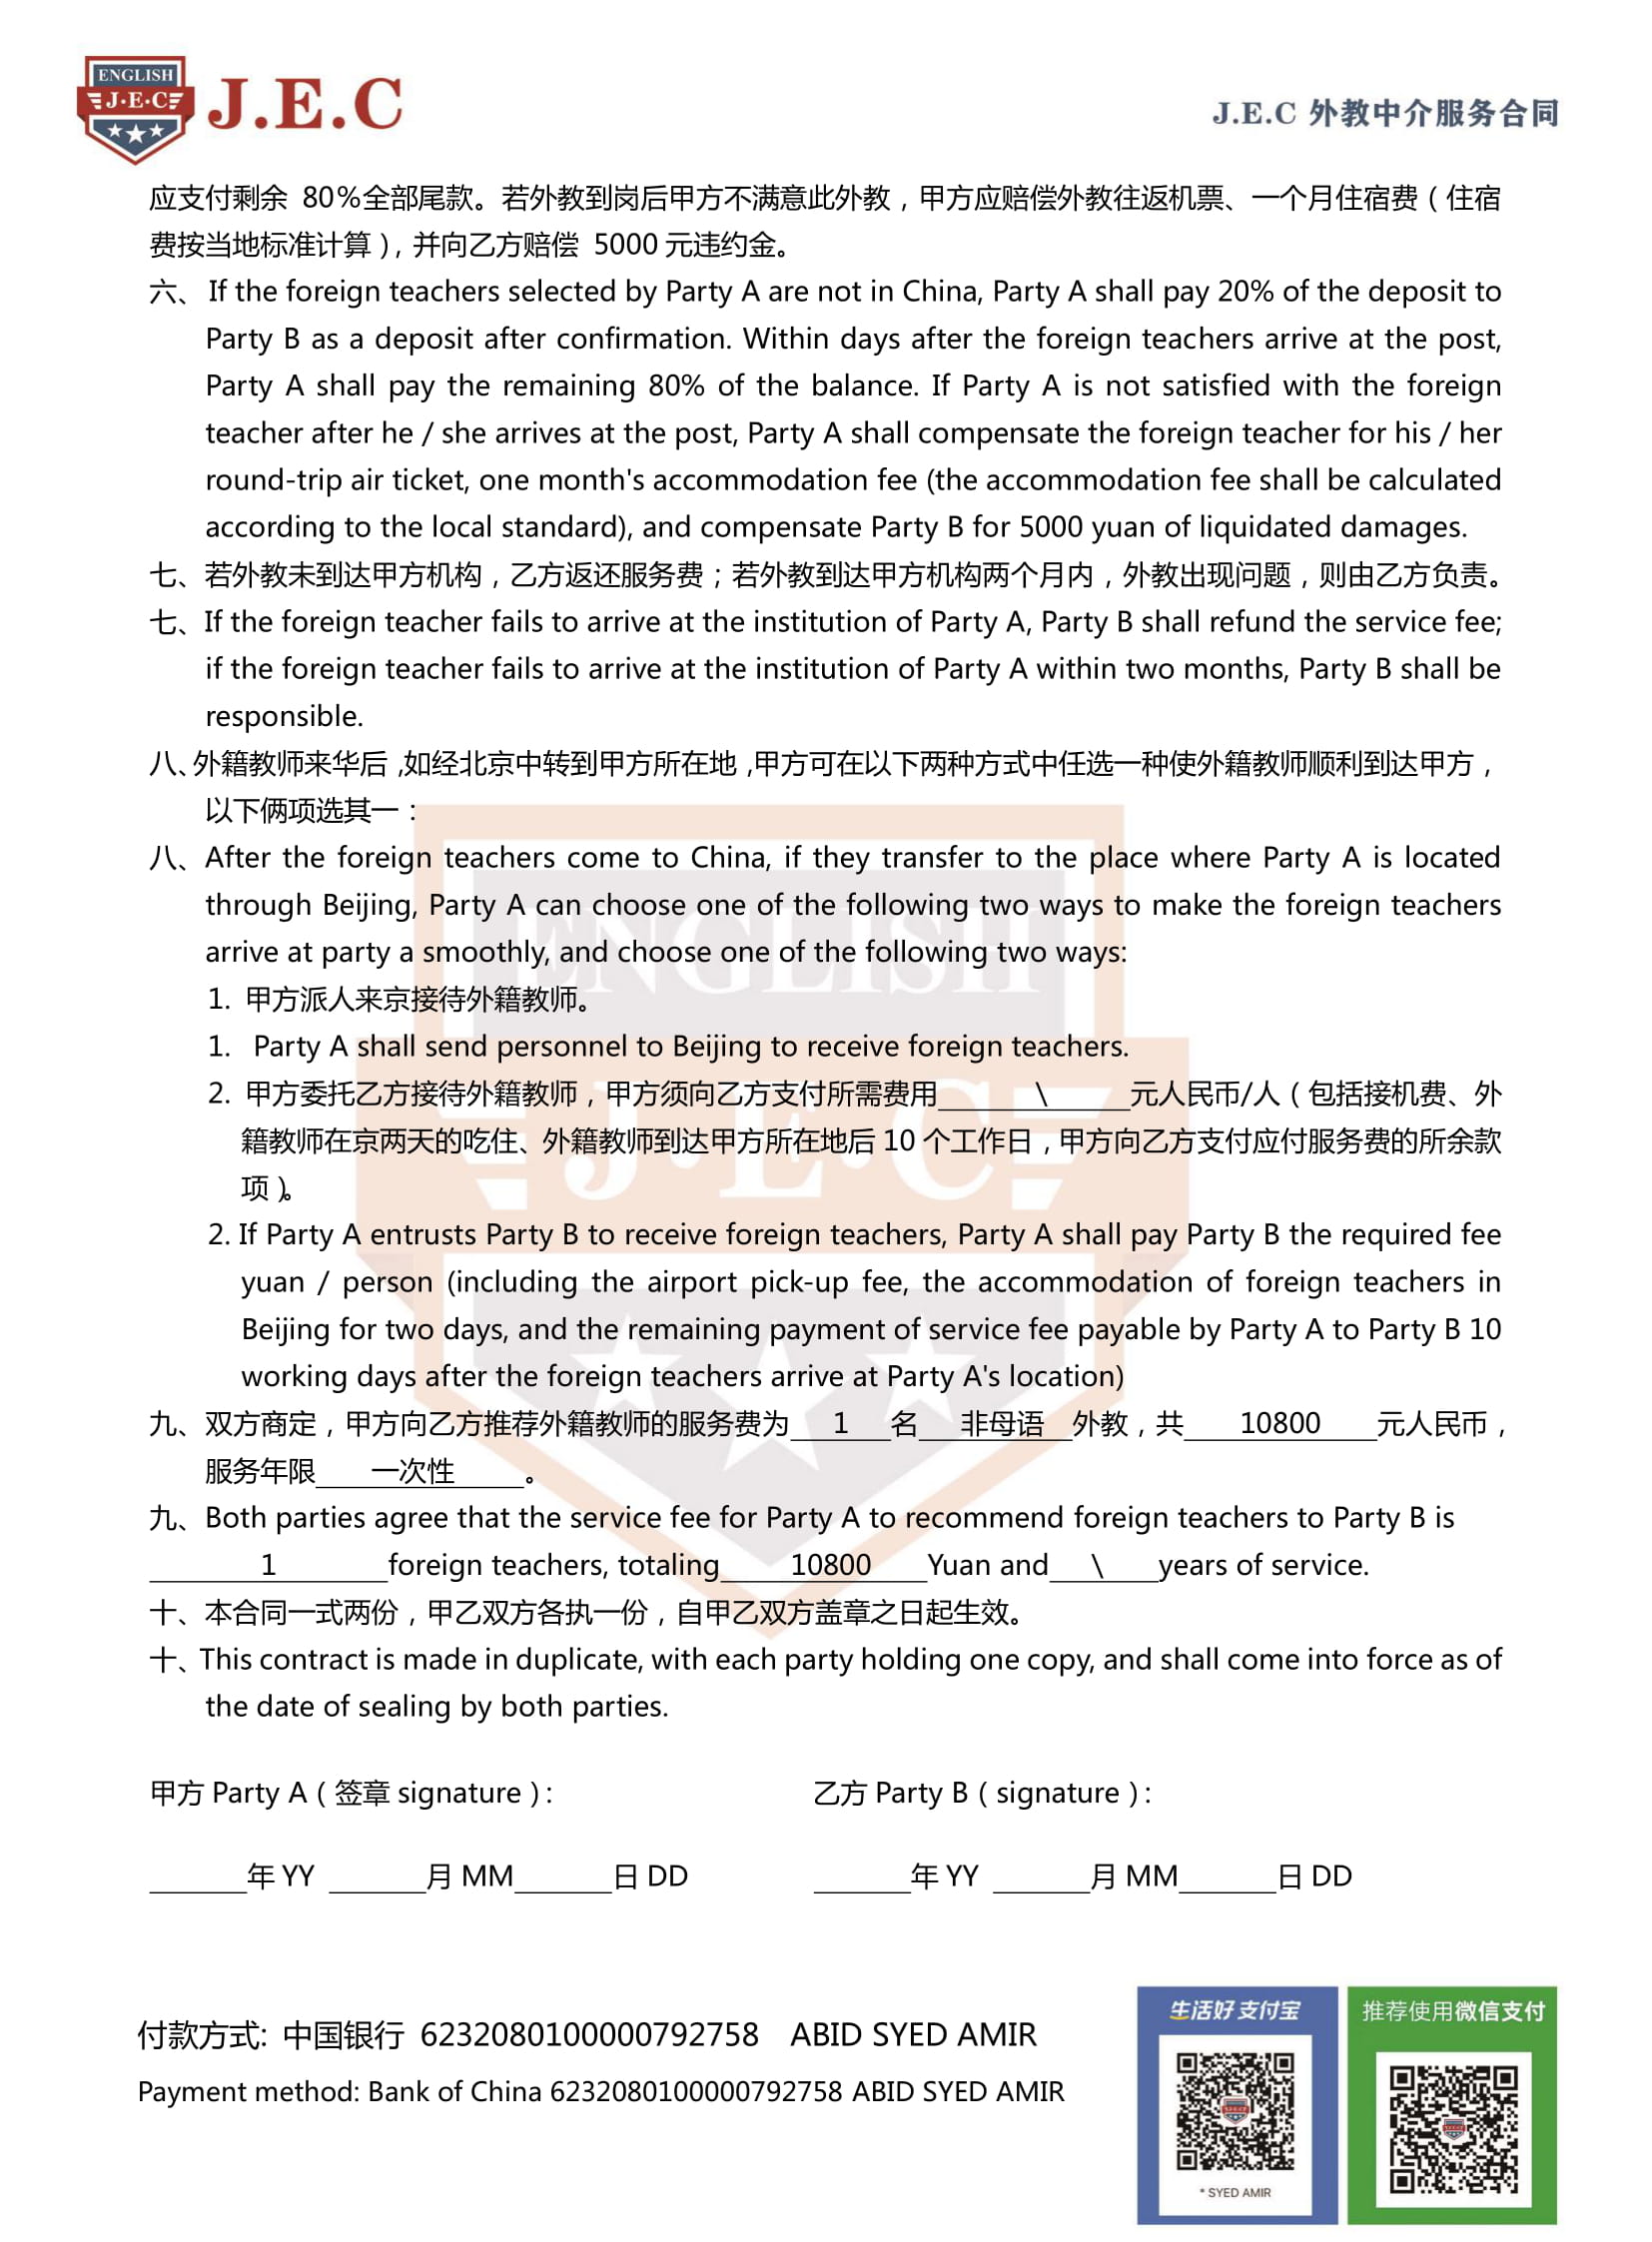 ENGLISH
J·E·C
J.E.C
J.E.C 外教中介服务合同
应支付剩余 80%全部尾款。若外教到岗后甲方不满意此外教，甲方应赔偿外教往返机票、一个月住宿费（住宿
费按当地标准计算），并向乙方赔偿 5000 元违约金。
六、 If the foreign teachers selected by Party A are not in China, Party A shall pay 20% of the deposit to
Party B as a deposit after confirmation. Within days after the foreign teachers arrive at the post,
Party A shall pay the remaining 80% of the balance. If Party A is not satisfied with the foreign
teacher after he / she arrives at the post, Party A shall compensate the foreign teacher for his / her
round-trip air ticket, one month's accommodation fee (the accommodation fee shall be calculated
according to the local standard), and compensate Party B for 5000 yuan of liquidated damages.
七、若外教未到达甲方机构，乙方返还服务费；若外教到达甲方机构两个月内，外教出现问题，则由乙方负责。
七、If the foreign teacher fails to arrive at the institution of Party A, Party B shall refund the service fee;
if the foreign teacher fails to arrive at the institution of Party A within two months, Party B shall be
responsible.
八、外籍教师来华后,如经北京中转到甲方所在地,甲方可在以下两种方式中任选一种使外籍教师顺利到达甲方，
以下俩项选其一：
八、After the foreign teachers come to China, if they transfer to the place where Party A is located
through Beijing, Party A can choose one of the following two ways to make the foreign teachers
arrive at party a smoothly, and choose one of the following two ways:
ENGLISH
1. 甲方派人来京接待外籍教师。
1. Party A shall send personnel to Beijing to receive foreign teachers.
2. 甲方委托乙方接待外籍教师，甲方须向乙方支付所需费用______\______元人民币/人（包括接机费、外
籍教师在京两天的吃住、外籍教师到达甲方所在地后 10 个工作日，甲方向乙方支付应付服务费的所余款
J·E·C
项）。
2. If Party A entrusts Party B to receive foreign teachers, Party A shall pay Party B the required fee
yuan / person (including the airport pick-up fee, the accommodation of foreign teachers in
Beijing for two days, and the remaining payment of service fee payable by Party A to Party B 10
working days after the foreign teachers arrive at Party A's location)
九、双方商定，甲方向乙方推荐外籍教师的服务费为___1___名___非母语__外教，共____10800____元人民币，
服务年限____一次性_____。
九、Both parties agree that the service fee for Party A to recommend foreign teachers to Party B is
________1________foreign teachers, totaling_____10800____Yuan and___\____years of service.
十、本合同一式两份，甲乙双方各执一份，自甲乙双方盖章之日起生效。
十、This contract is made in duplicate, with each party holding one copy, and shall come into force as of
the date of sealing by both parties.
甲方 Party A（签章 signature）: 乙方 Party B（signature）:
______年 YY ______月 MM______日 DD ______年 YY ______月 MM______日 DD
付款方式: 中国银行 6232080100000792758 ABID SYED AMIR
Payment method: Bank of China 6232080100000792758 ABID SYED AMIR
生活好 支付宝
* SYED AMIR
推荐使用微信支付